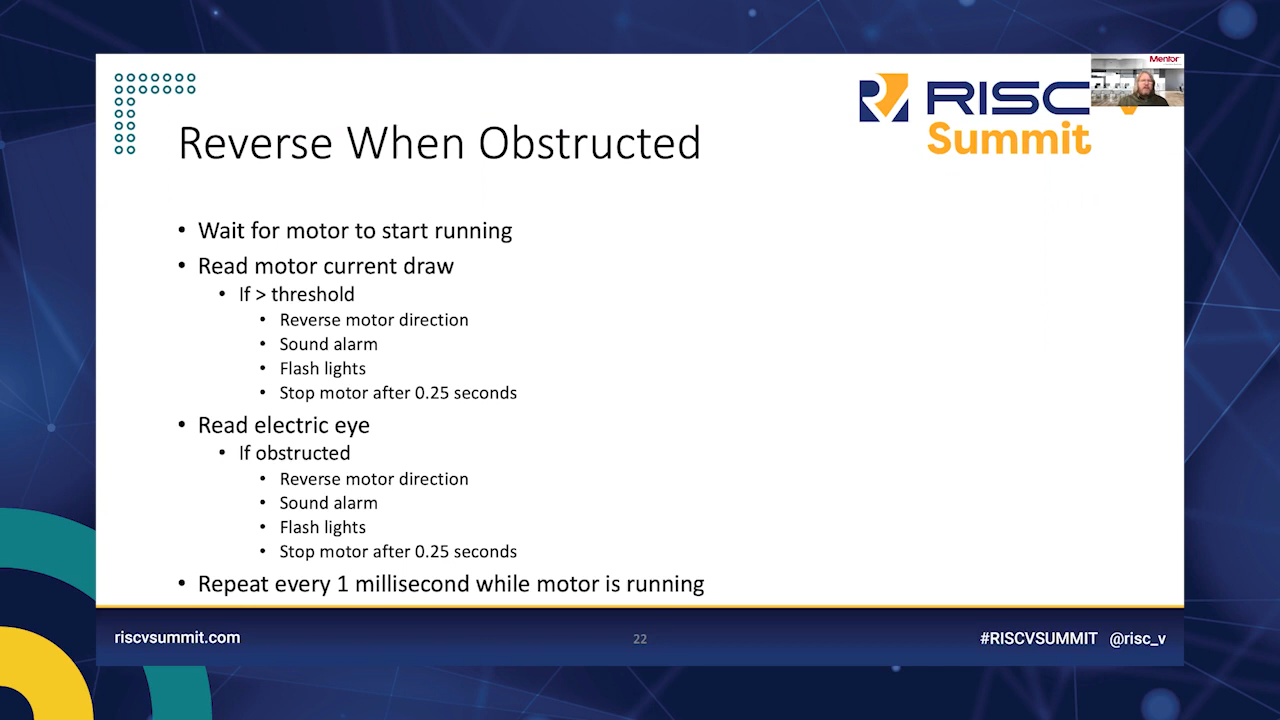 Mentor
RISC
Summit
Reverse When Obstructed
• Wait for motor to start running
• Read motor current draw
• If > threshold
• Reverse motor direction
• Sound alarm
• Flash lights
• Stop motor after 0.25 seconds
• Read electric eye
• If obstructed
• Reverse motor direction
• Sound alarm
• Flash lights
• Stop motor after 0.25 seconds
• Repeat every 1 millisecond while motor is running
riscvsummit.com
22
#RISCVSUMMIT @risc_v